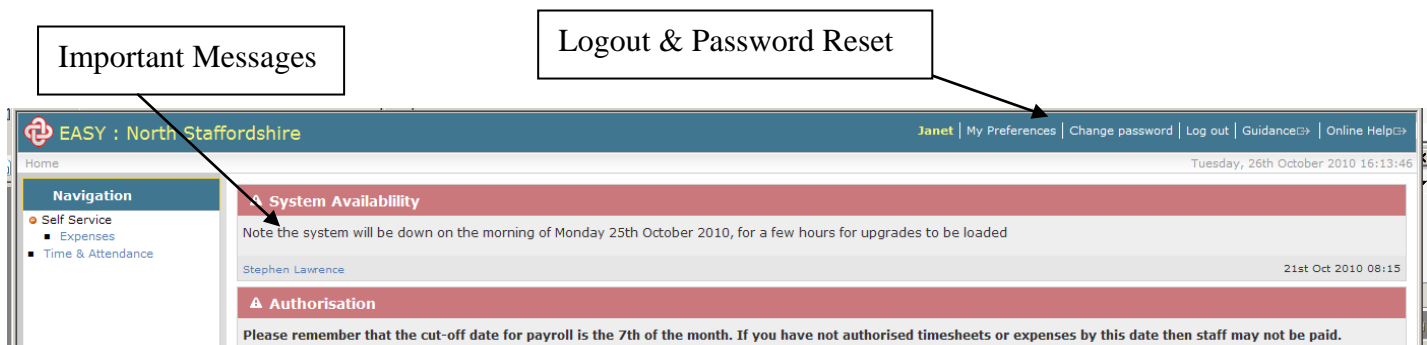 Important Messages
Logout & Password Reset
EASY : North Staffordshire
Janet | My Preferences | Change password | Log out | Guidance | Online Help
Home
Tuesday, 26th October 2010 16:13:46
Navigation
Self Service
Expenses
Time & Attendance
System Availablility
Note the system will be down on the morning of Monday 25th October 2010, for a few hours for upgrades to be loaded
Stephen Lawrence
21st Oct 2010 08:15
Authorisation
Please remember that the cut-off date for payroll is the 7th of the month. If you have not authorised timesheets or expenses by this date then staff may not be paid.